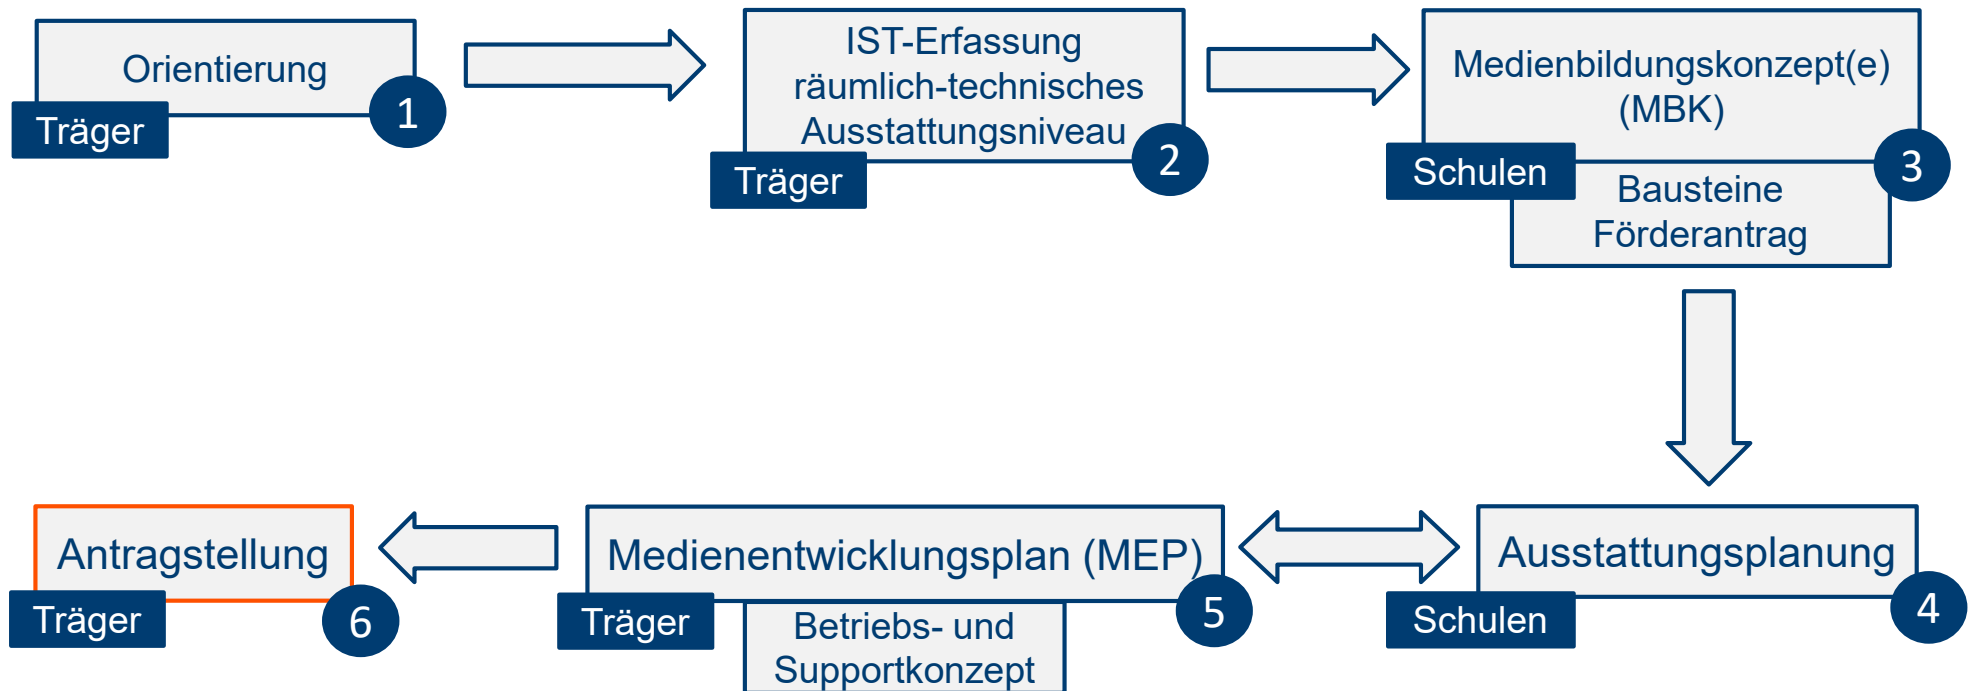 Orientierung
Träger
1
IST-Erfassung
räumlich-technisches
Ausstattungsniveau
Träger
2
Medienbildungskonzept(e)
(MBK)
Schulen
3
Bausteine
Förderantrag
Ausstattungsplanung
Schulen
4
Medienentwicklungsplan (MEP)
Träger
5
Betriebs- und
Supportkonzept
Antragstellung
Träger
6